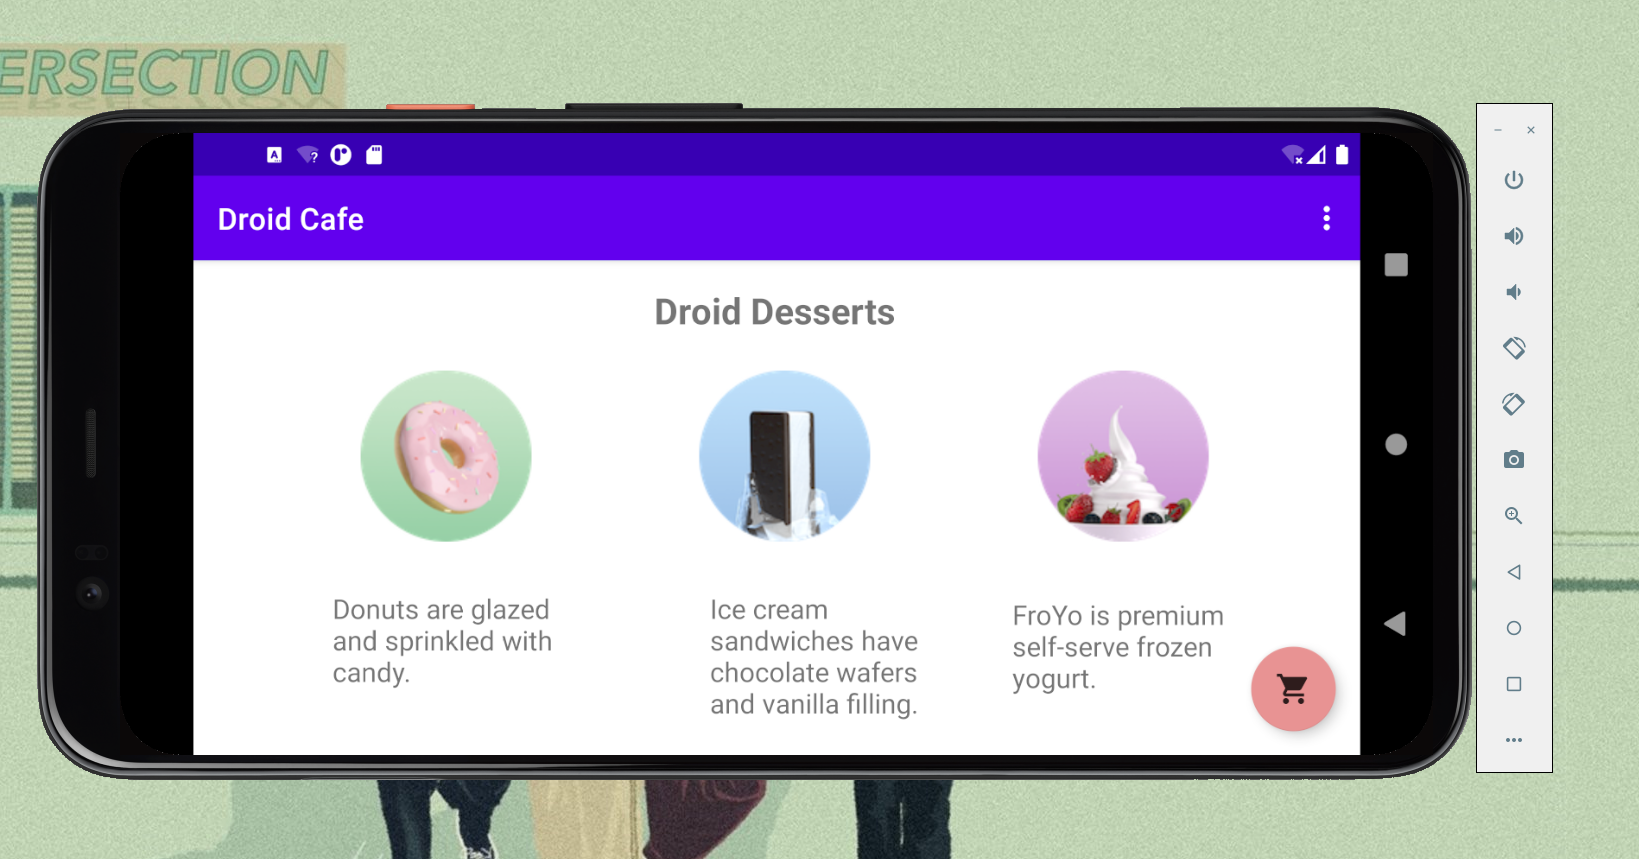 ERSECTION
Droid Cafe
Droid Desserts
Donuts are glazed
and sprinkled with
candy.
Ice cream
sandwiches have
chocolate wafers
and vanilla filling.
FroYo is premium
self-serve frozen
yogurt.